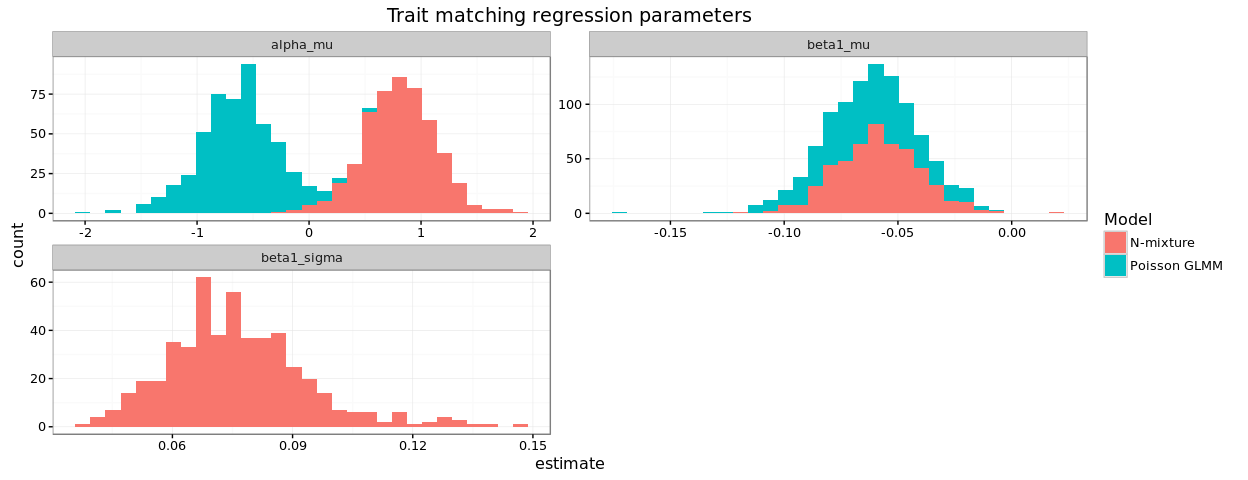 Trait matching regression parameters
alpha_mu
beta1_mu
75
50
25
0
-2
-1
0
1
2
100
50
0
-0.15
-0.10
-0.05
0.00
count
beta1_sigma
60
40
20
0
0.06
0.09
0.12
0.15
estimate
Model
N-mixture
Poisson GLMM